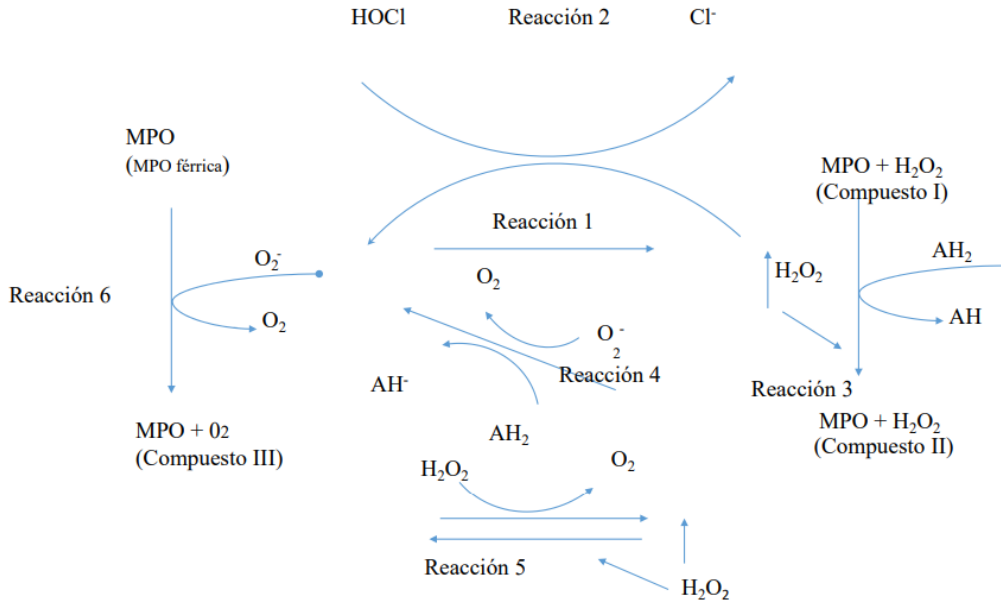 HOCl
Reacción 2
Cl⁻
MPO
(MPO férrica)
MPO + H₂O₂
(Compuesto I)
Reacción 1
O₂⁻
AH₂
H₂O₂
O₂
Reacción 6
O₂
AH
O₂⁻
Reacción 4
AH⁻
Reacción 3
MPO + 02
(Compuesto III)
AH₂
MPO + H₂O₂
(Compuesto II)
H₂O₂
O₂
Reacción 5
H₂O₂